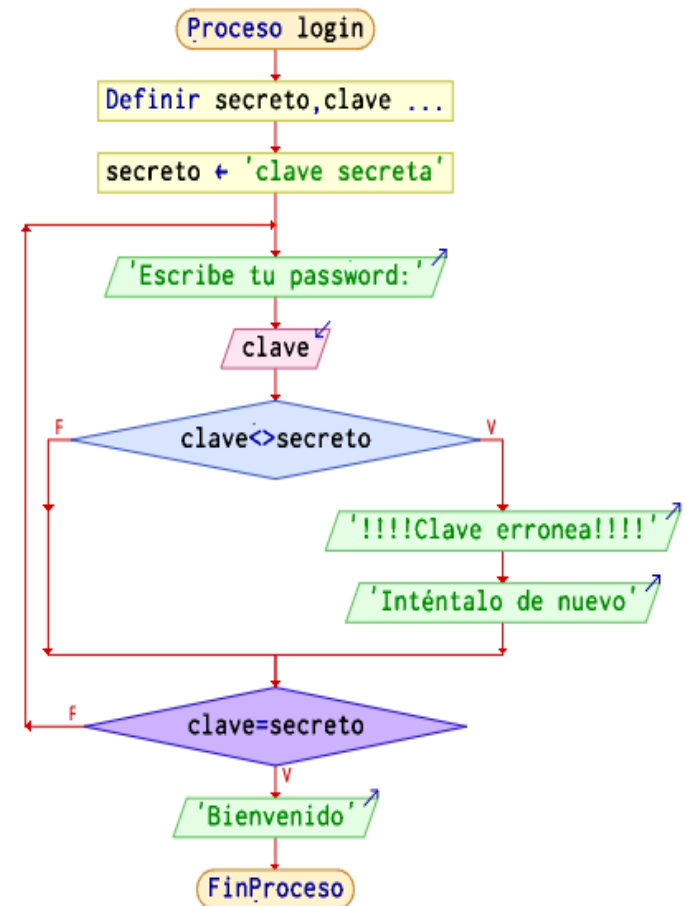 Proceso login
Definir secreto,clave ...
secreto ← 'clave secreta'
'Escribe tu password:'
clave
F
clave<>secreto
V
'!!!!Clave erronea!!!!'
'Inténtalo de nuevo'
F
clave=secreto
V
'Bienvenido'
FinProceso